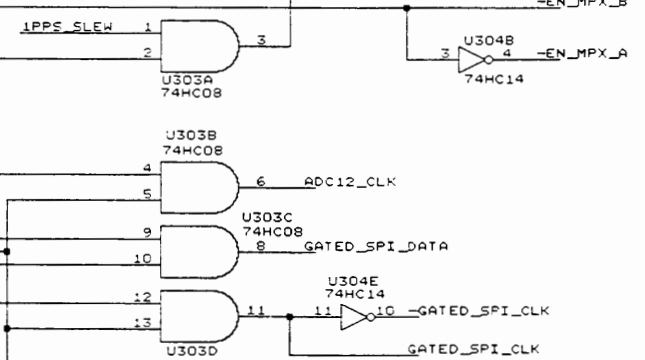 -EN_MPX_B
1PPS_SLEW
1
2
3
U303A
74HC08
U304B
3
4
-EN_MPX_A
74HC14
U303B
74HC08
4
5
6
ADC12_CLK
U303C
74HC08
9
10
8
GATED_SPI_DATA
U304E
74HC14
12
13
11
11
10
-GATED_SPI_CLK
U303D
GATED_SPI_CLK